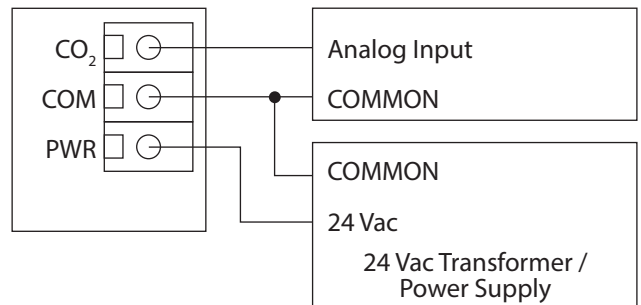 CO₂
COM
PWR
Analog Input
COMMON
COMMON
24 Vac
24 Vac Transformer /
Power Supply